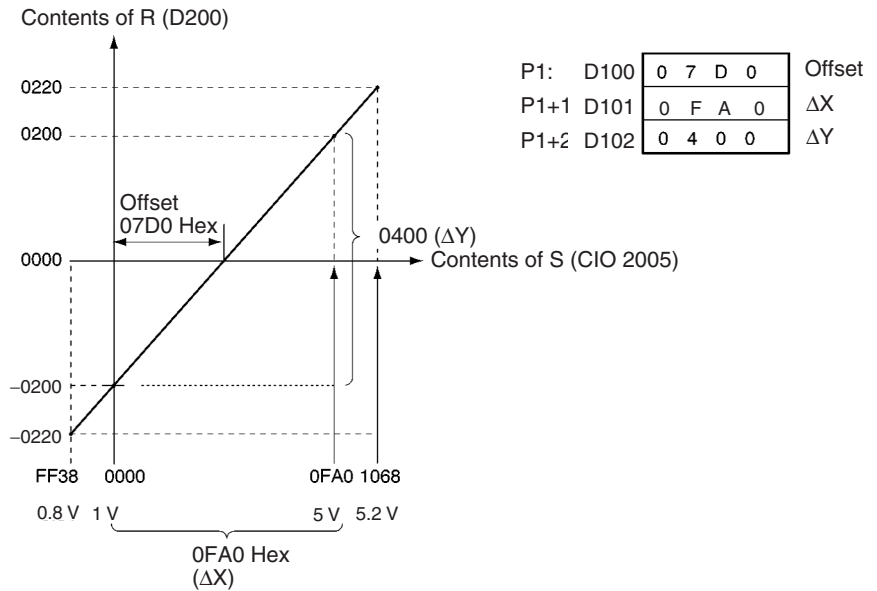 Contents of R (D200)
0220
0200
Offset
07D0 Hex
0400 (ΔY)
0000
Contents of S (CIO 2005)
−0200
−0220
FF38 0000 0FA0 1068
0.8 V 1 V 5 V 5.2 V
0FA0 Hex
(ΔX)
P1: D100 0 7 D 0 Offset
P1+1 D101 0 F A 0 ΔX
P1+2 D102 0 4 0 0 ΔY